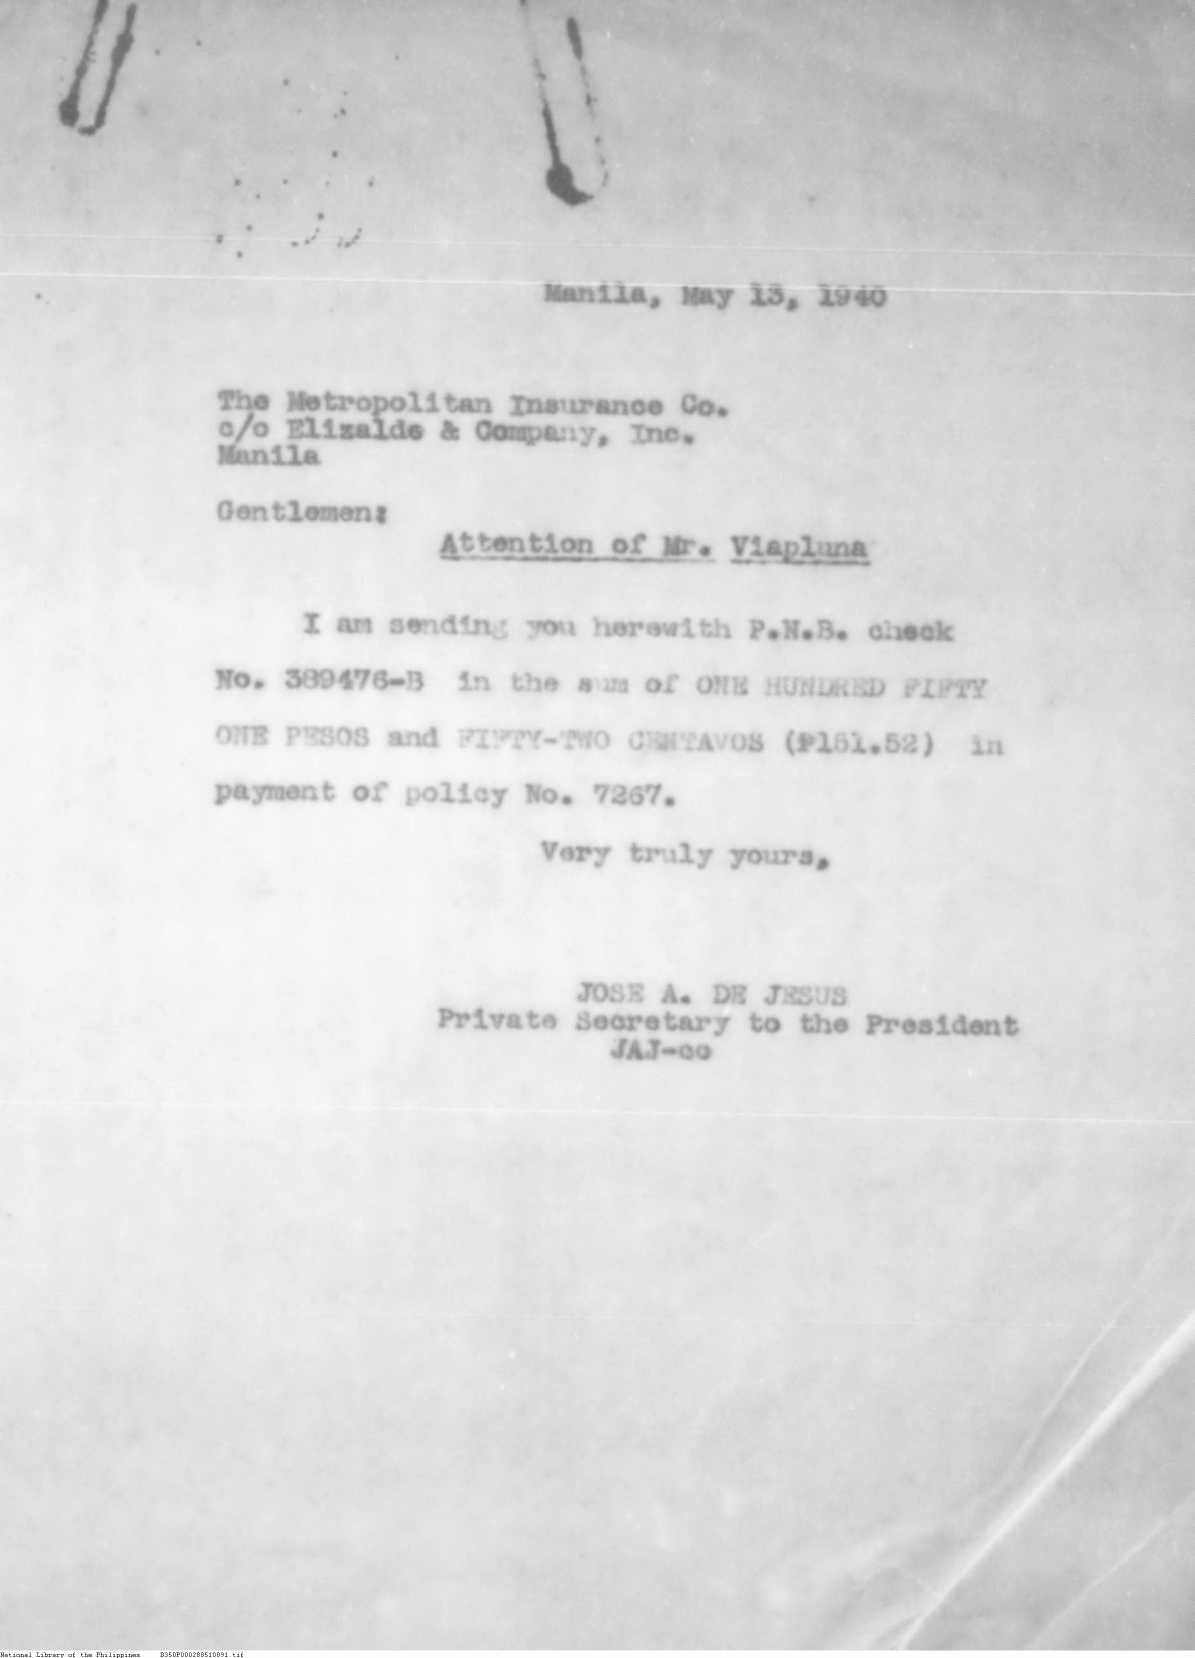 Manila, May 13, 1940
The Metropolitan Insurance Co.
c/o Elizalde & Company, Inc.
Manila
Gentlemen:
Attention of Mr. Viapluna
I am sending you herewith P.N.B. check
No. 389476-B in the sum of ONE HUNDRED FIFTY
ONE PESOS and FIFTY-TWO CENTAVOS (₱151.52) in
payment of policy No. 7267.
Very truly yours,
JOSE A. DE JESUS
Private Secretary to the President
JAJ-co
National Library of the Philippines D350P000288510891.tif